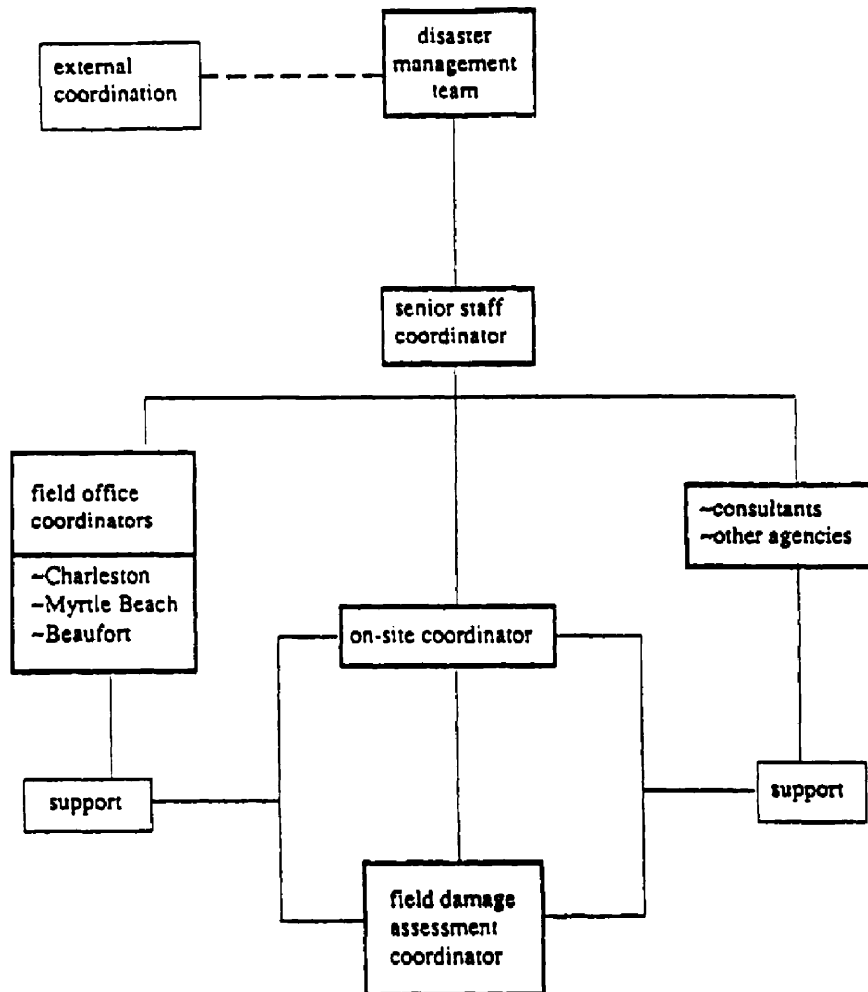 external
coordination
disaster
management
team
senior staff
coordinator
field office
coordinators
~Charleston
~Myrtle Beach
~Beaufort
~consultants
~other agencies
on-site coordinator
support
support
field damage
assessment
coordinator